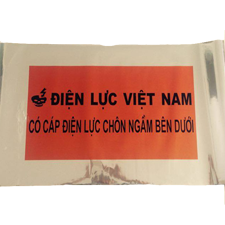 ĐIỆN LỰC VIỆT NAM
CÓ CÁP ĐIỆN LỰC CHÔN NGẦM BÊN DƯỚI